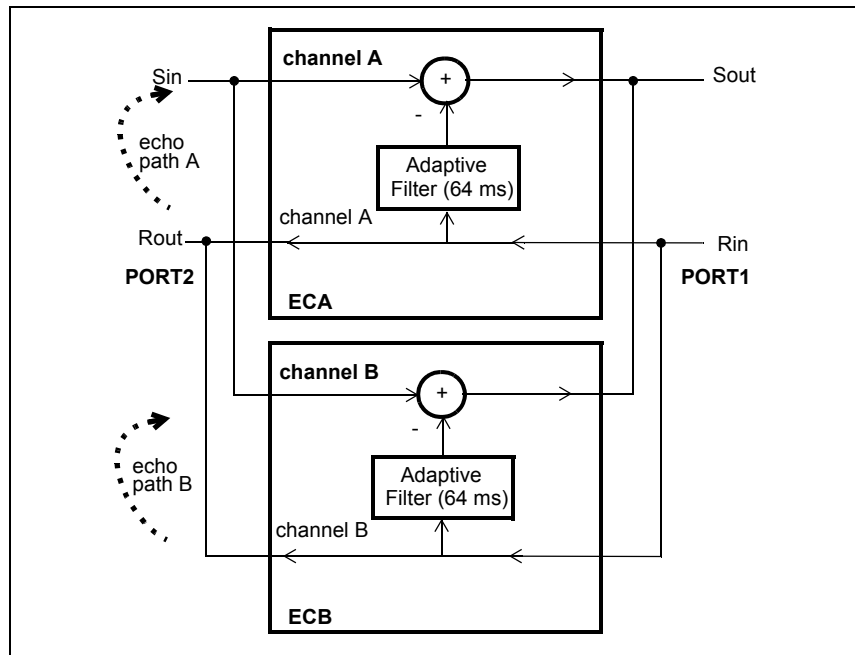 channel A
Sin
+
Sout
-
echo
path A
Adaptive
Filter (64 ms)
channel A
Rout
Rin
PORT2
PORT1
ECA
channel B
+
-
echo
path B
Adaptive
Filter (64 ms)
channel B
ECB